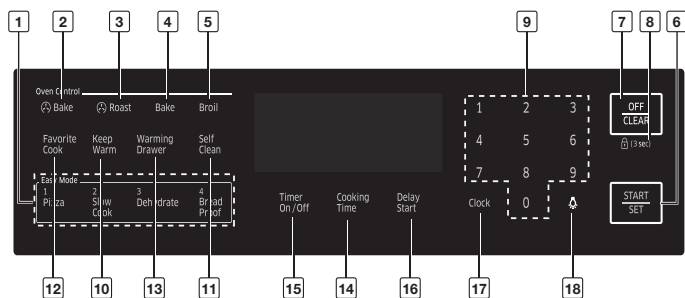 1 2 3 4 5 9 7 8 6
Oven Control
Bake Roast Bake Broil
1 2 3
OFF
CLEAR
(3 sec)
Favorite Cook
Keep Warm
Warming Drawer
Self Clean
4 5 6
Easy Mode
7 8 9
1 Pizza
2 Slow Cook
3 Dehydrate
4 Bread Proof
Timer On/Off
Cooking Time
Delay Start
Clock
0
START
SET
12 10 13 11 15 14 16 17 18